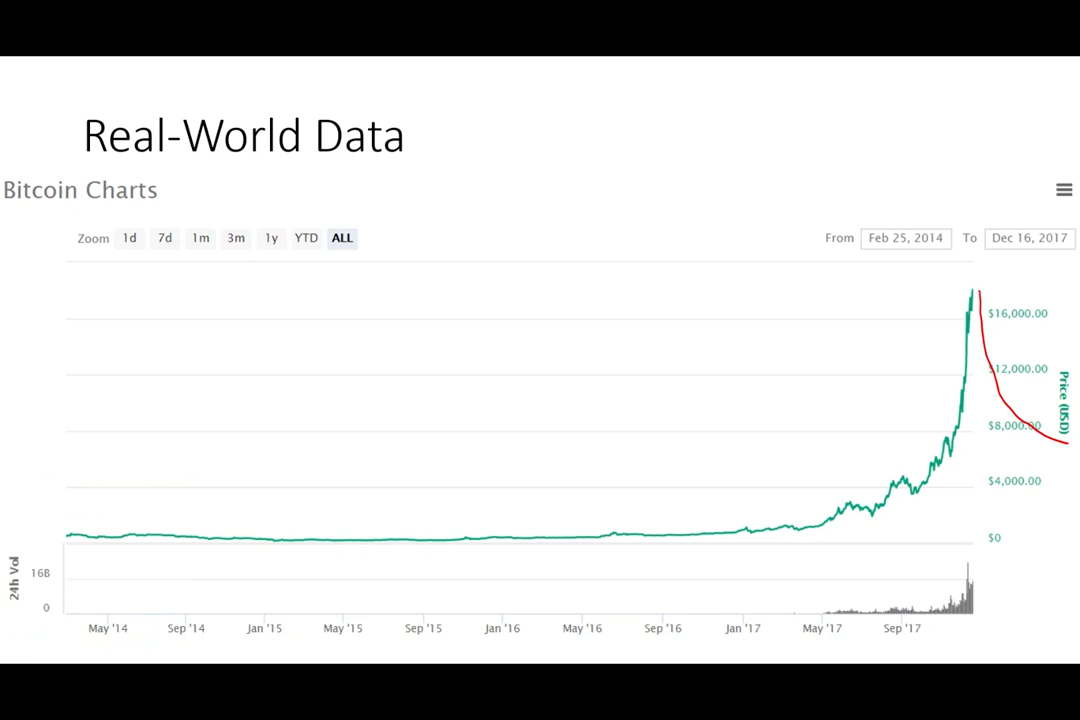 Real-World Data
Bitcoin Charts
Zoom 1d 7d 1m 3m 1y YTD ALL
From Feb 25, 2014 To Dec 16, 2017
$16,000.00
$12,000.00
$8,000.00
$4,000.00
$0
Price (USD)
24h Vol
16B
0
May '14 Sep '14 Jan '15 May '15 Sep '15 Jan '16 May '16 Sep '16 Jan '17 May '17 Sep '17